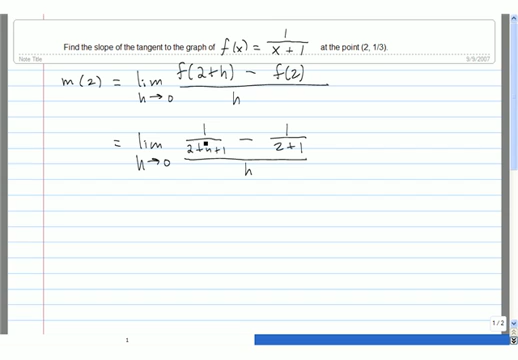 Find the slope of the tangent to the graph of f(x) = 1/(x + 1) at the point (2, 1/3).
Note Title
9/9/2007
m(2) = lim h→0 (f(2+h) − f(2))/h
= lim h→0 (1/(2+h+1) − 1/(2+1))/h
1 / 2
1